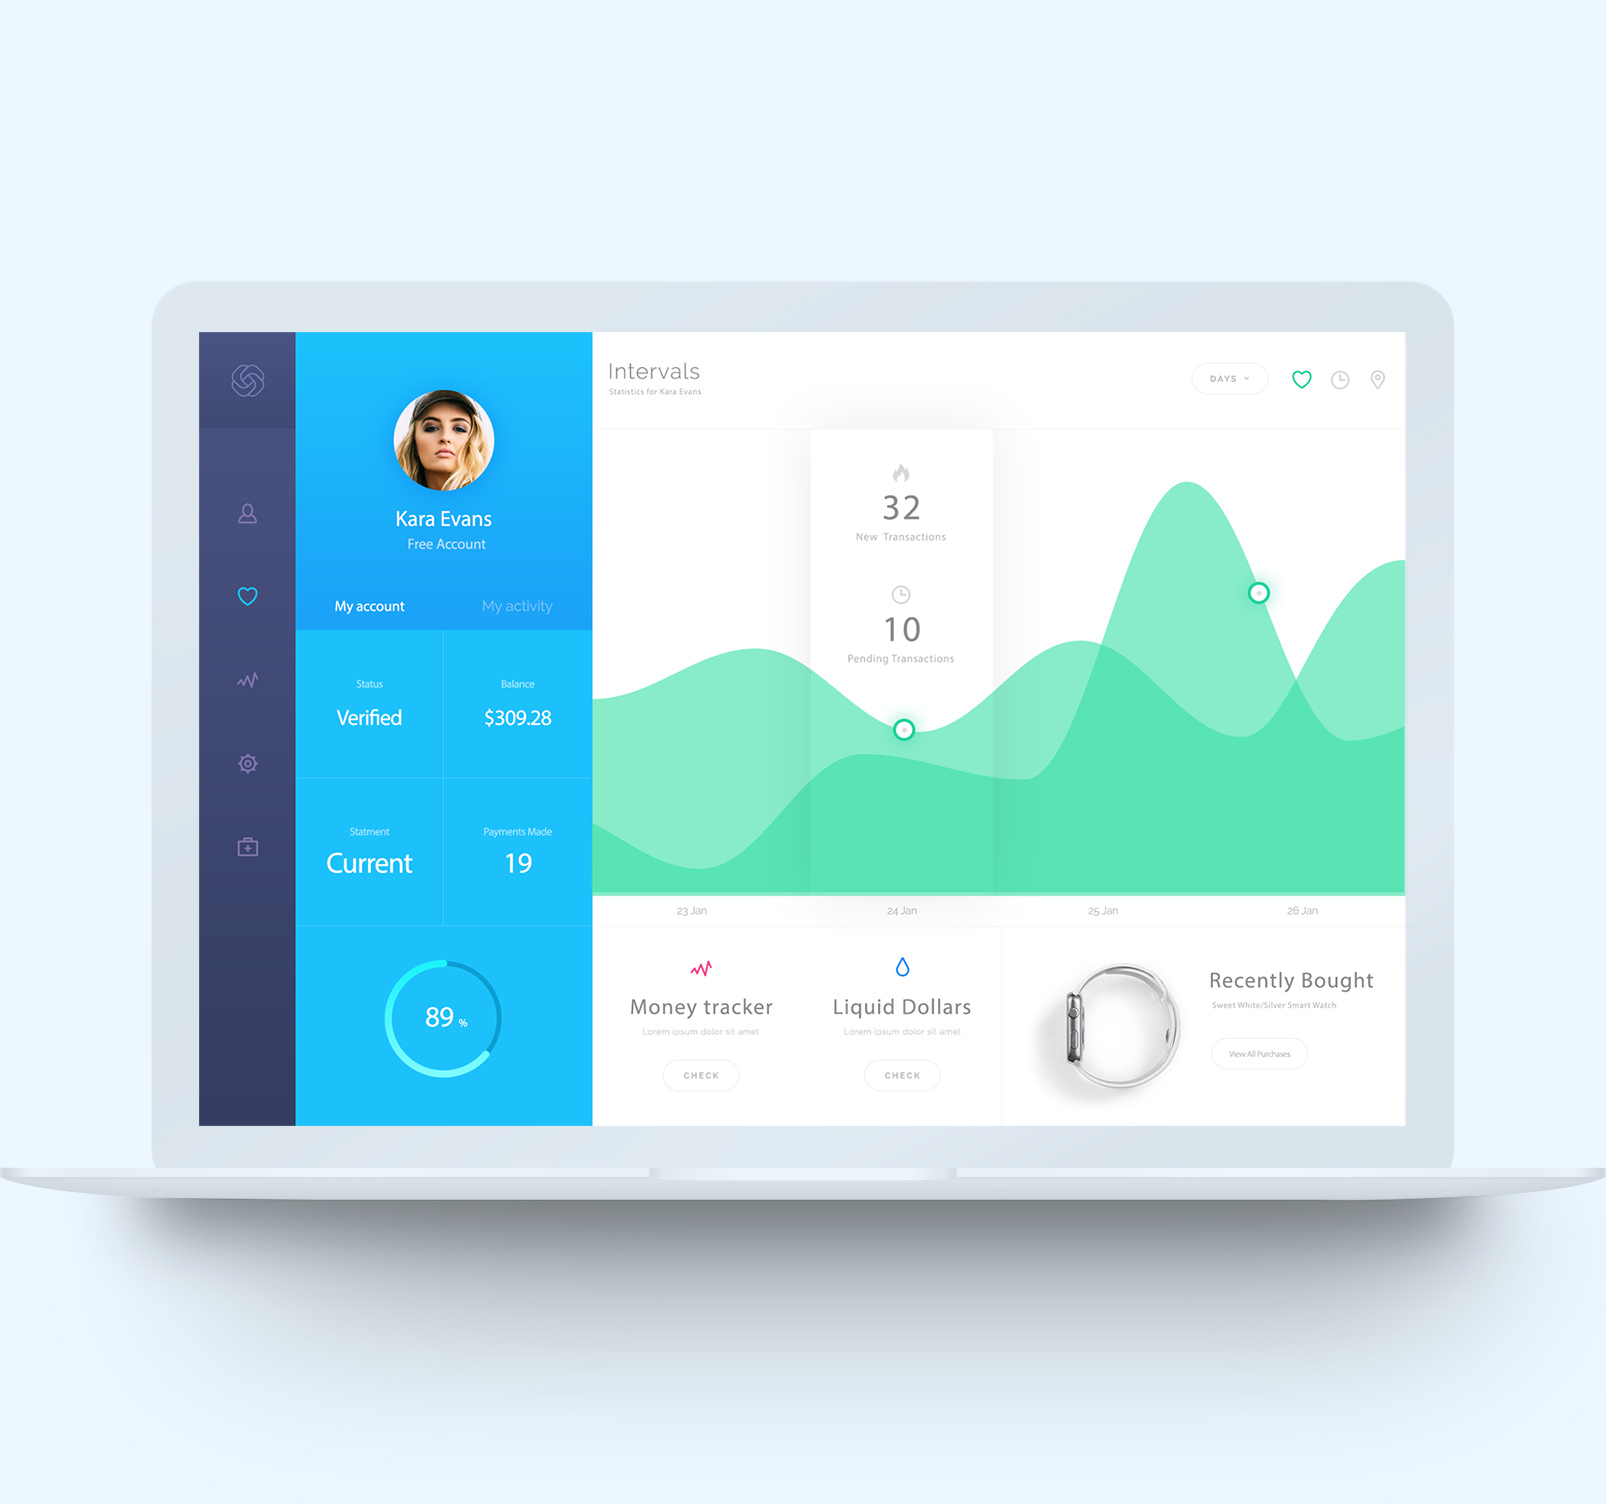 Kara Evans
Free Account
My account
My activity
Status
Verified
Balance
$309.28
Statment
Current
Payments Made
19
89 %
Intervals
Statistics for Kara Evans
DAYS
32
New Transactions
10
Pending Transactions
23 Jan
24 Jan
25 Jan
26 Jan
Money tracker
Lorem ipsum dolor sit amet
CHECK
Liquid Dollars
Lorem ipsum dolor sit amet
CHECK
Recently Bought
Sweet White/Silver Smart Watch
View All Purchases